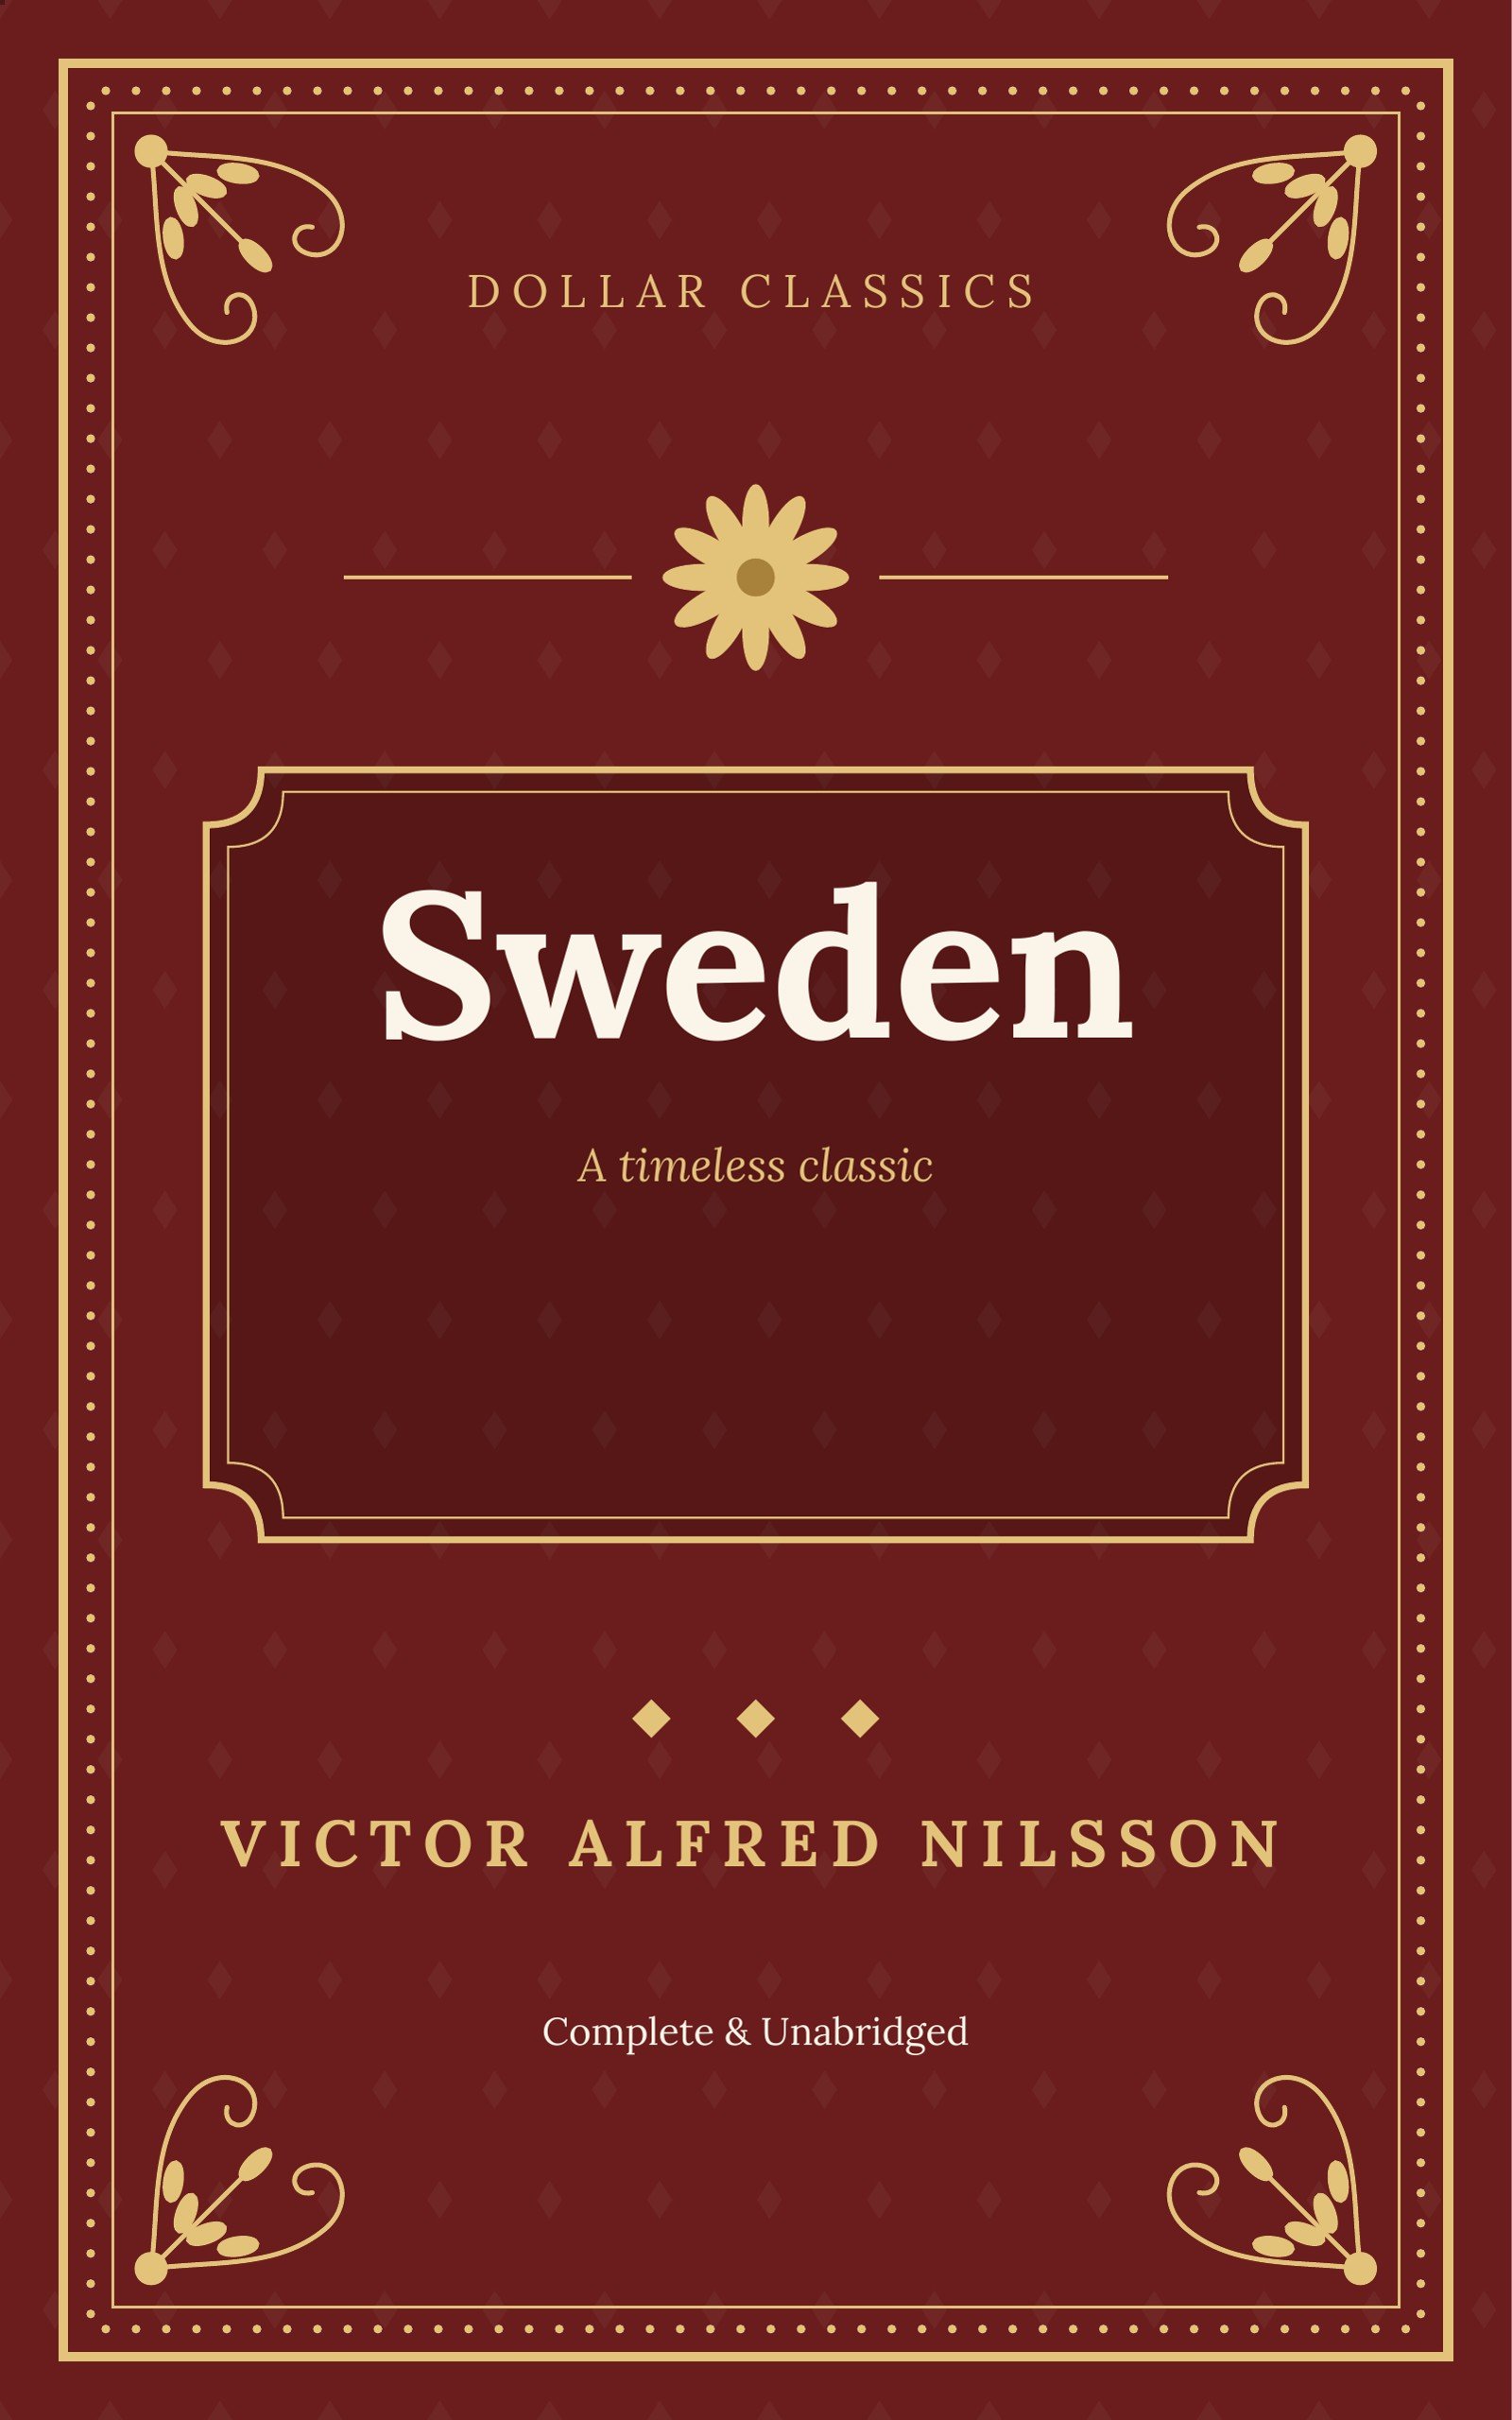 DOLLAR CLASSICS
Sweden
A timeless classic
VICTOR ALFRED NILSSON
Complete & Unabridged